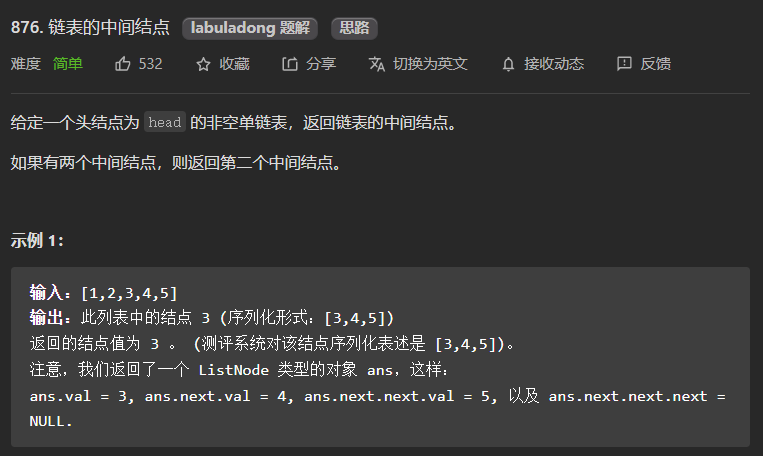 876. 链表的中间结点 labuladong 题解 思路
难度 简单 532 收藏 分享 切换为英文 接收动态 反馈
给定一个头结点为 head 的非空单链表，返回链表的中间结点。
如果有两个中间结点，则返回第二个中间结点。
示例 1：
输入：[1,2,3,4,5]
输出：此列表中的结点 3 (序列化形式：[3,4,5])
返回的结点值为 3 。 (测评系统对该结点序列化表述是 [3,4,5])。
注意，我们返回了一个 ListNode 类型的对象 ans，这样：
ans.val = 3, ans.next.val = 4, ans.next.next.val = 5, 以及 ans.next.next.next =
NULL.